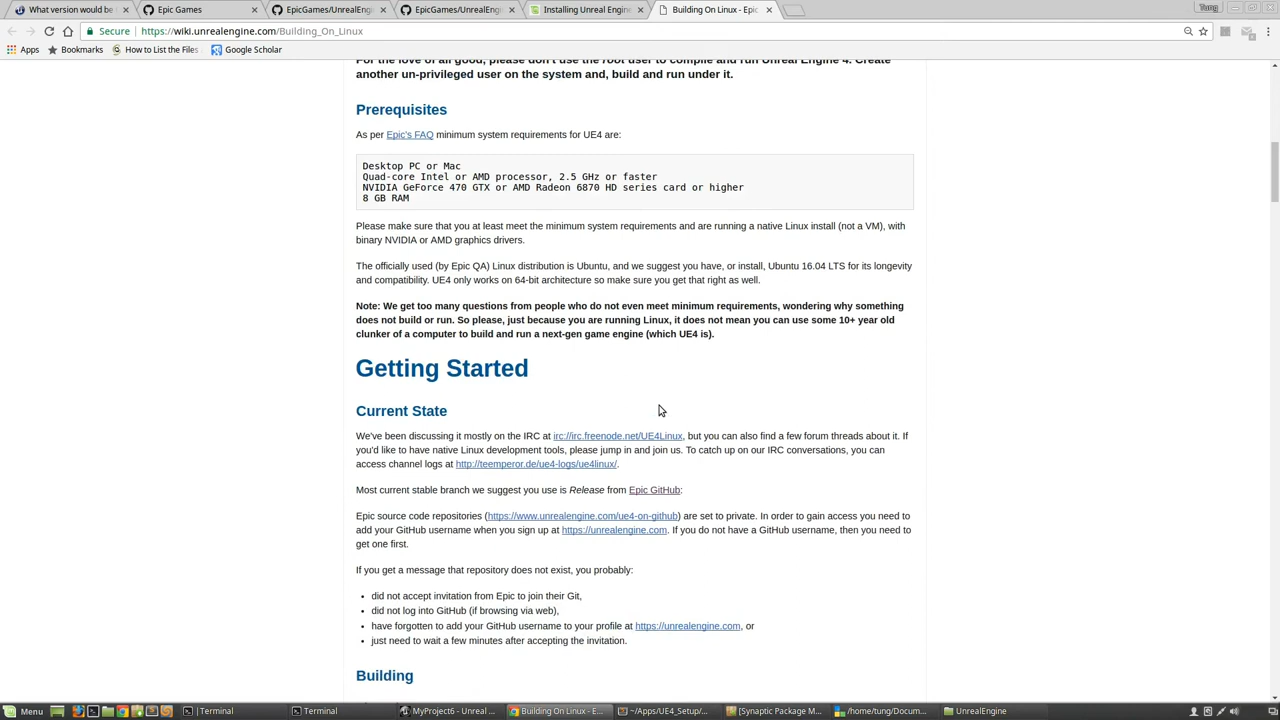 What version would be
Epic Games
EpicGames/UnrealEngin
EpicGames/UnrealEngin
Installing Unreal Engine
Building On Linux - Epic
Tung
Secure
https://wiki.unrealengine.com/Building_On_Linux
Apps
Bookmarks
How to List the Files
Google Scholar
For the love of all good, please don't use the root user to compile and run Unreal Engine 4. Create
another un-privileged user on the system and, build and run under it.
Prerequisites
As per Epic's FAQ minimum system requirements for UE4 are:
Desktop PC or Mac
Quad-core Intel or AMD processor, 2.5 GHz or faster
NVIDIA GeForce 470 GTX or AMD Radeon 6870 HD series card or higher
8 GB RAM
Please make sure that you at least meet the minimum system requirements and are running a native Linux install (not a VM), with
binary NVIDIA or AMD graphics drivers.
The officially used (by Epic QA) Linux distribution is Ubuntu, and we suggest you have, or install, Ubuntu 16.04 LTS for its longevity
and compatibility. UE4 only works on 64-bit architecture so make sure you get that right as well.
Note: We get too many questions from people who do not even meet minimum requirements, wondering why something
does not build or run. So please, just because you are running Linux, it does not mean you can use some 10+ year old
clunker of a computer to build and run a next-gen game engine (which UE4 is).
Getting Started
Current State
We've been discussing it mostly on the IRC at irc://irc.freenode.net/UE4Linux, but you can also find a few forum threads about it. If
you'd like to have native Linux development tools, please jump in and join us. To catch up on our IRC conversations, you can
access channel logs at http://teemperor.de/ue4-logs/ue4linux/.
Most current stable branch we suggest you use is Release from Epic GitHub:
Epic source code repositories (https://www.unrealengine.com/ue4-on-github) are set to private. In order to gain access you need to
add your GitHub username when you sign up at https://unrealengine.com. If you do not have a GitHub username, then you need to
get one first.
If you get a message that repository does not exist, you probably:
• did not accept invitation from Epic to join their Git,
• did not log into GitHub (if browsing via web),
• have forgotten to add your GitHub username to your profile at https://unrealengine.com, or
• just need to wait a few minutes after accepting the invitation.
Building
Menu
Terminal
Terminal
MyProject6 - Unreal ...
Building On Linux - E...
~/Apps/UE4_Setup/...
[Synaptic Package M...
/home/tung/Docum...
UnrealEngine